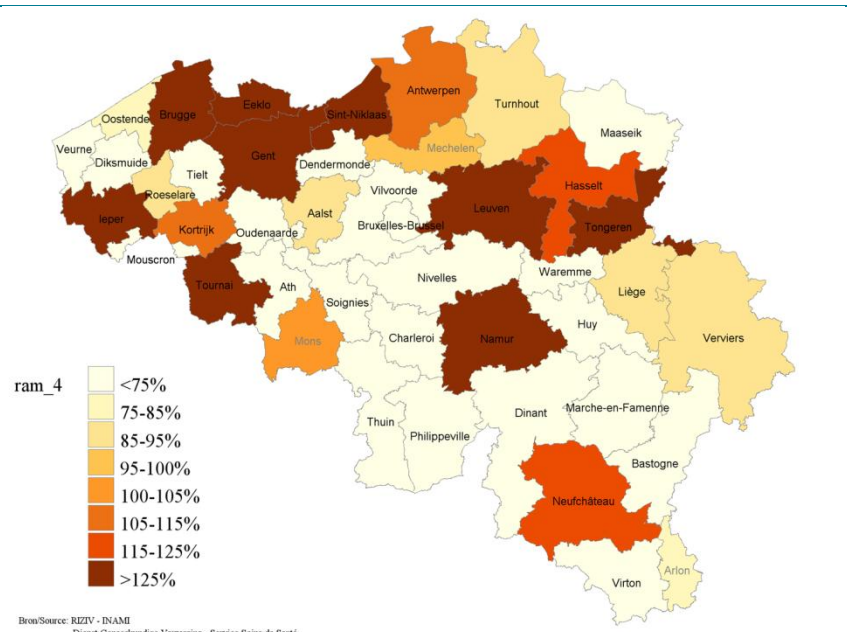 Antwerpen
Turnhout
Brugge
Eeklo
Sint-Niklaas
Oostende
Maaseik
Veurne
Mechelen
Gent
Diksmuide
Tielt
Dendermonde
Hasselt
Roeselare
Vilvoorde
Leuven
Ieper
Kortrijk
Aalst
Tongeren
Oudenaarde
Bruxelles-Brussel
Mouscron
Waremme
Nivelles
Tournai
Ath
Liège
Soignies
Huy
Mons
Charleroi
Namur
Verviers
ram_4
<75%
75-85%
85-95%
95-100%
100-105%
105-115%
115-125%
>125%
Dinant
Marche-en-Famenne
Thuin
Philippeville
Bastogne
Neufchâteau
Arlon
Virton
Bron/Source: RIZIV - INAMI